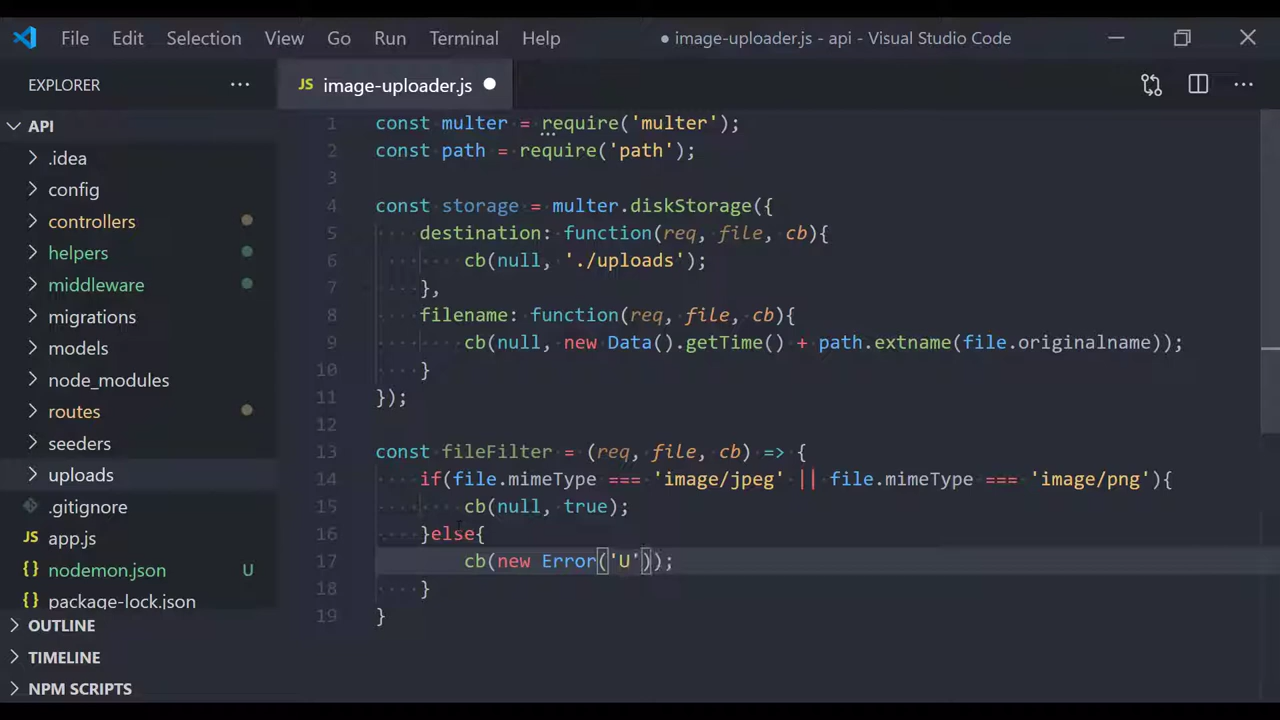 File Edit Selection View Go Run Terminal Help ● image-uploader.js - api - Visual Studio Code
EXPLORER ··· JS image-uploader.js ● ···
API
.idea
config
controllers
helpers
middleware
migrations
models
node_modules
routes
seeders
uploads
.gitignore
JS app.js
{} nodemon.json U
{} package-lock.json
OUTLINE
TIMELINE
NPM SCRIPTS
1 const multer = require('multer');
2 const path = require('path');
3
4 const storage = multer.diskStorage({
5 destination: function(req, file, cb){
6 cb(null, './uploads');
7 },
8 filename: function(req, file, cb){
9 cb(null, new Data().getTime() + path.extname(file.originalname));
10 }
11 });
12
13 const fileFilter = (req, file, cb) => {
14 if(file.mimeType === 'image/jpeg' || file.mimeType === 'image/png'){
15 cb(null, true);
16 }else{
17 cb(new Error('U'));
18 }
19 }